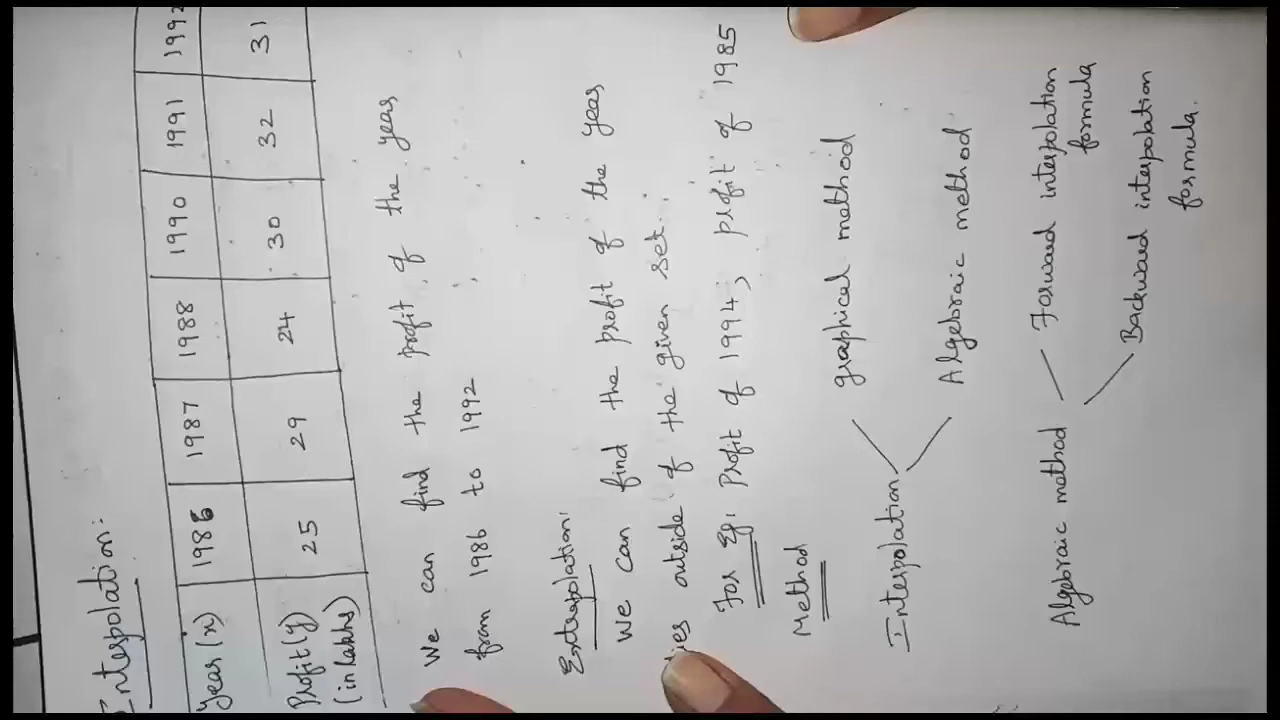 Interpolation:
Year (x) 1986 1987 1988 1990 1991 1992
Profit (y) 25 29 24 30 32 31
(in lakhs)
We can find the profit of the years
from 1986 to 1992
Extrapolation:
We can find the profit of the years
outside of the given set.
For Eg: Profit of 1994, profit of 1985
Method
Interpolation
graphical method
Algebraic method
Algebraic method
Forward interpolation
formula
Backward interpolation
formula.